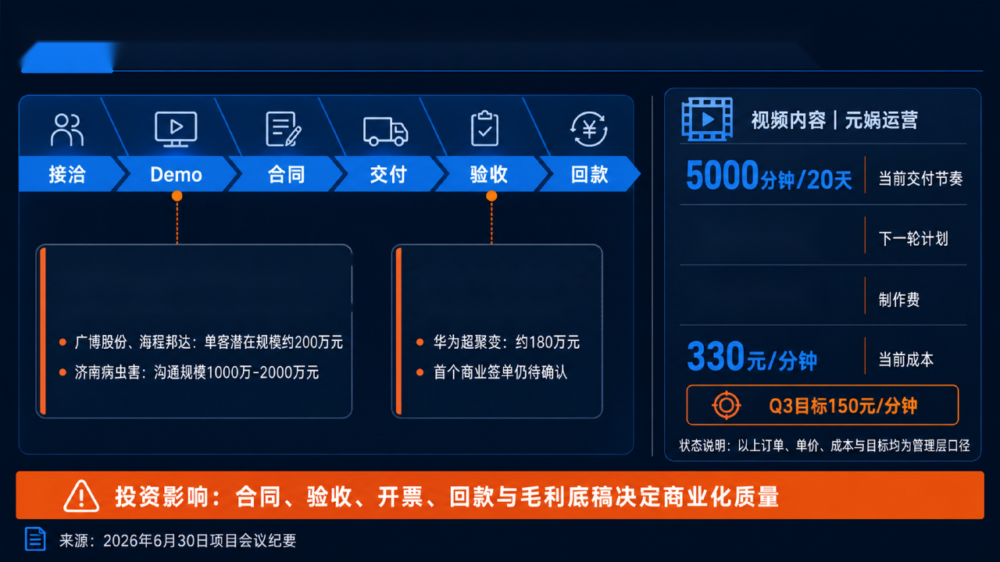 接洽
Demo
合同
交付
验收
回款
广博股份、海程邦达：单客潜在规模约200万元
济南病虫害：沟通规模1000万-2000万元
华为超聚变：约180万元
首个商业签单仍待确认
视频内容｜元娲运营
5000分钟/20天
当前交付节奏
下一轮计划
制作费
330元/分钟
当前成本
Q3目标150元/分钟
状态说明：以上订单、单价、成本与目标均为管理层口径
投资影响：合同、验收、开票、回款与毛利底稿决定商业化质量
来源：2026年6月30日项目会议纪要